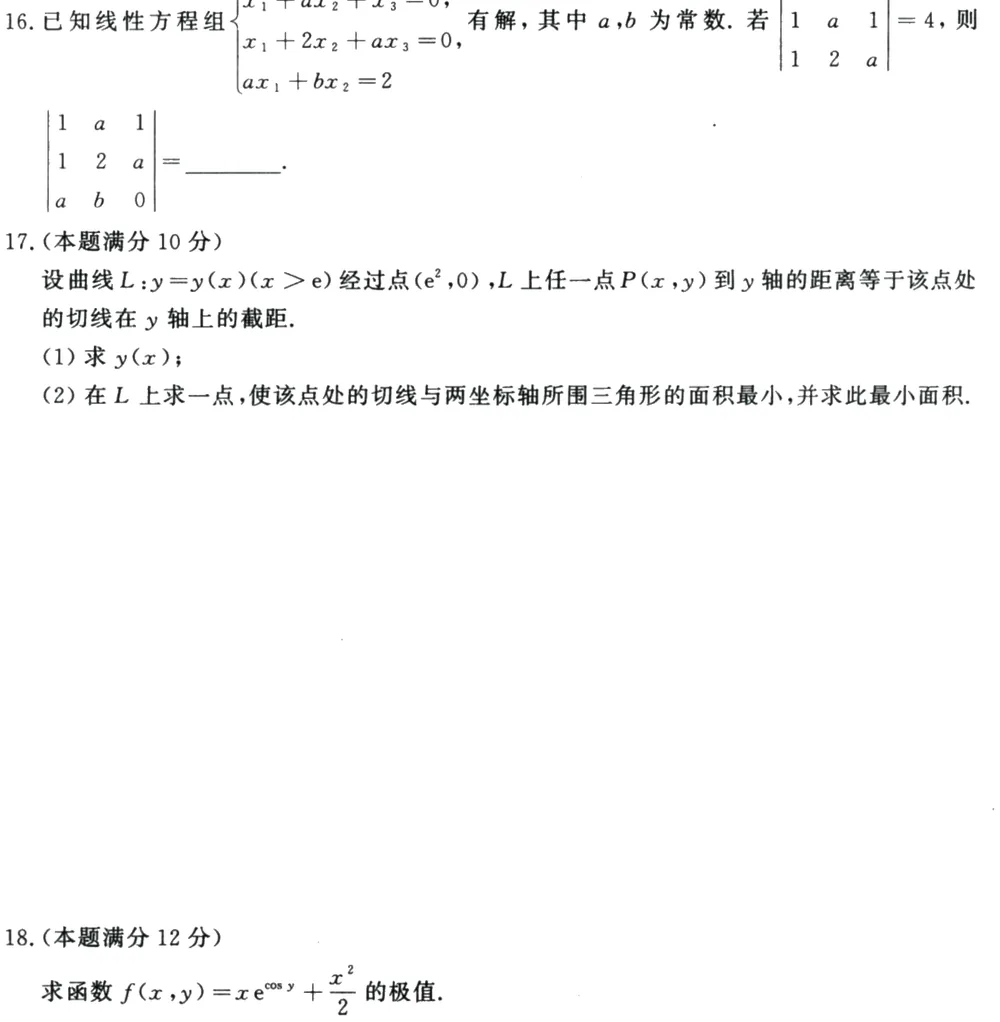 16.已知线性方程组 { x₁+ax₂+x₃=0, 有解,其中 a,b 为常数. 若 | 1 a 1 | =4,则
x₁+2x₂+ax₃=0, | 1 2 a |
ax₁+bx₂=2
| 1 a 1 |
| 1 2 a | =________.
| a b 0 |
17.(本题满分 10 分)
设曲线 L:y=y(x)(x>e)经过点(e²,0),L 上任一点 P(x,y)到 y 轴的距离等于该点处
的切线在 y 轴上的截距.
(1)求 y(x);
(2)在 L 上求一点,使该点处的切线与两坐标轴所围三角形的面积最小,并求此最小面积.
18.(本题满分 12 分)
求函数 f(x,y)=xe^{cos y}+x²/2 的极值.